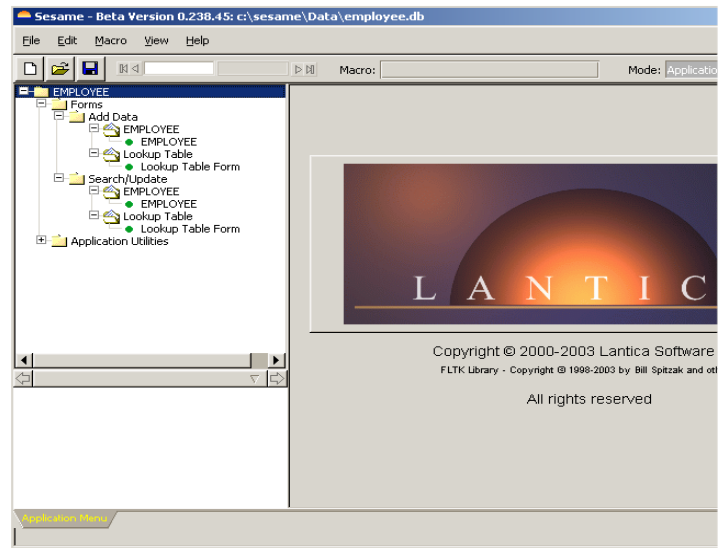 Sesame - Beta Version 0.238.45: c:\sesame\Data\employee.db
File Edit Macro View Help
Macro: Mode: Applicatio
EMPLOYEE
Forms
Add Data
EMPLOYEE
EMPLOYEE
Lookup Table
Lookup Table Form
Search/Update
EMPLOYEE
EMPLOYEE
Lookup Table
Lookup Table Form
Application Utilities
LANTIC
Copyright © 2000-2003 Lantica Software
FLTK Library - Copyright © 1998-2003 by Bill Spitzak and ot
All rights reserved
Application Menu